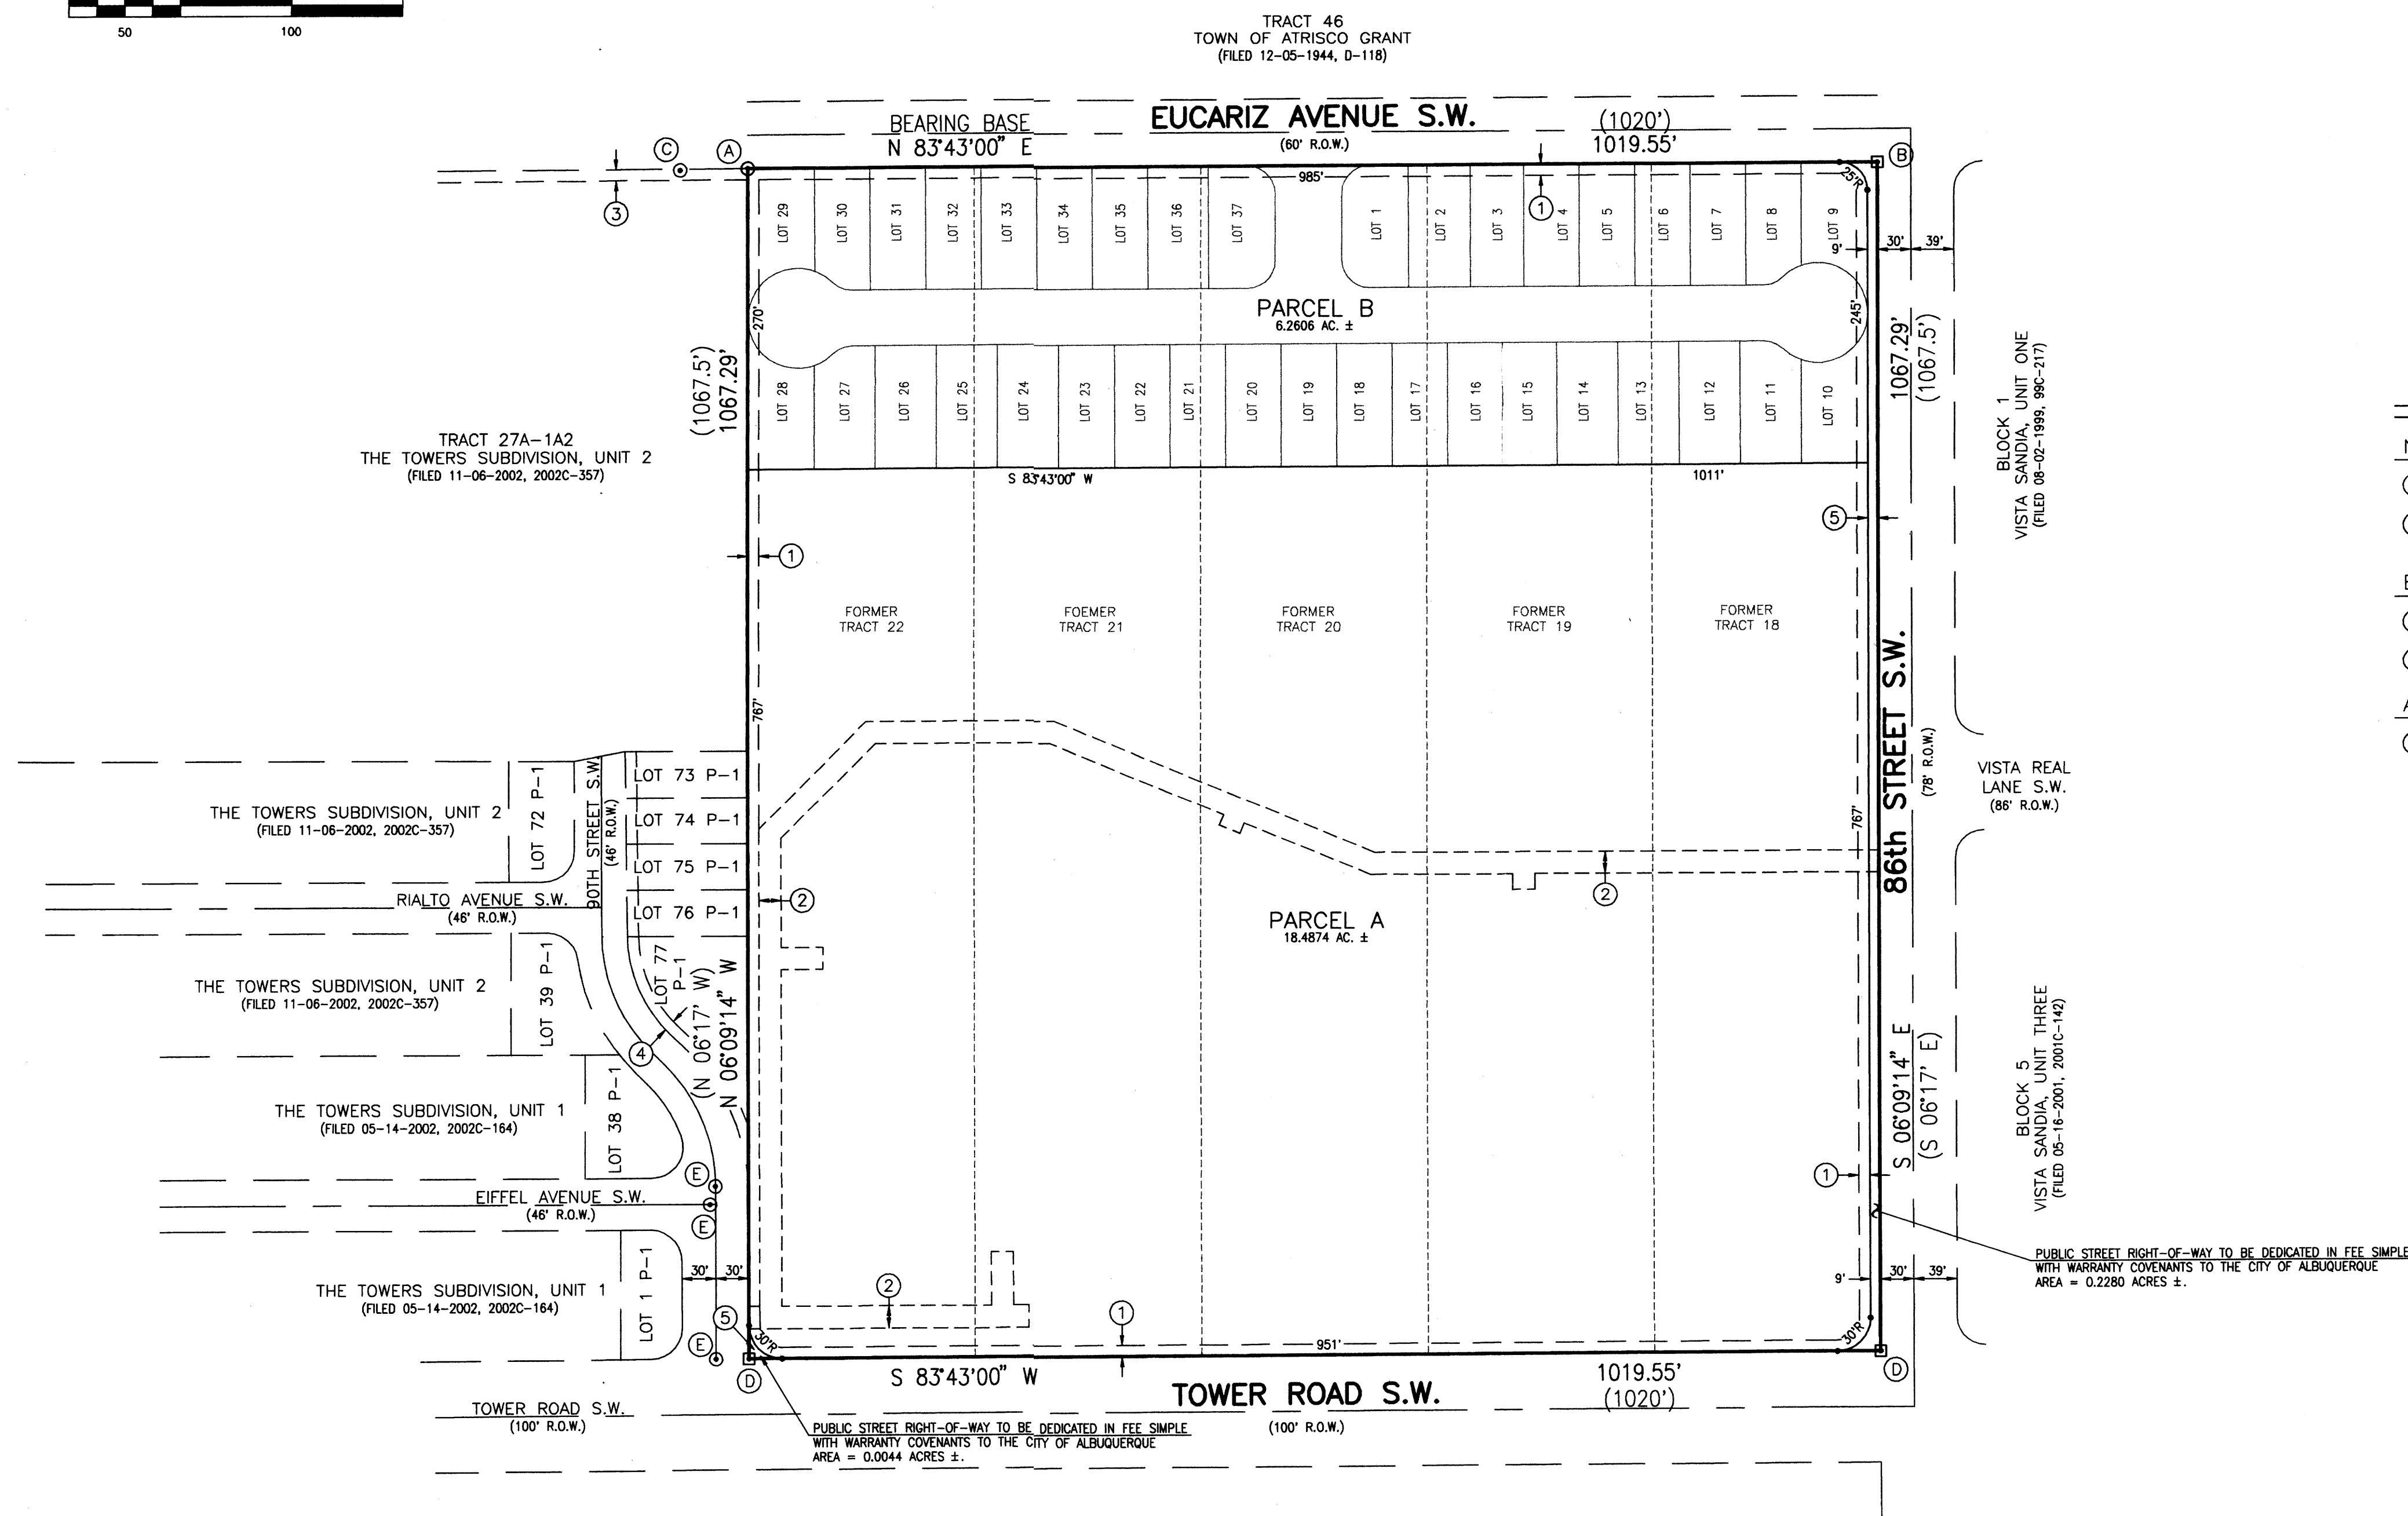 50 100
TRACT 46
TOWN OF ATRISCO GRANT
(FILED 12-05-1944, D-118)
BEARING BASE
N 83°43'00" E
EUCARIZ AVENUE S.W.
(60' R.O.W.)
(1020')
1019.55'
C
A
B
3
985'
1
25'R
LOT 29
LOT 30
LOT 31
LOT 32
LOT 33
LOT 34
LOT 35
LOT 36
LOT 37
LOT 1
LOT 2
LOT 3
LOT 4
LOT 5
LOT 6
LOT 7
LOT 8
LOT 9
9'
30'
39'
270'
PARCEL B
6.2606 AC. ±
245'
(1067.5')
1067.29'
1067.29'
(1067.5')
LOT 28
LOT 27
LOT 26
LOT 25
LOT 24
LOT 23
LOT 22
LOT 21
LOT 20
LOT 19
LOT 18
LOT 17
LOT 16
LOT 15
LOT 14
LOT 13
LOT 12
LOT 11
LOT 10
BLOCK 1
VISTA SANDIA, UNIT ONE
(FILED 08-02-1999, 99C-217)
TRACT 27A-1A2
THE TOWERS SUBDIVISION, UNIT 2
(FILED 11-06-2002, 2002C-357)
S 83°43'00" W
1011'
5
1
FORMER
TRACT 22
FOEMER
TRACT 21
FORMER
TRACT 20
FORMER
TRACT 19
FORMER
TRACT 18
767'
86th STREET S.W.
(78' R.O.W.)
767'
VISTA REAL
LANE S.W.
(86' R.O.W.)
THE TOWERS SUBDIVISION, UNIT 2
(FILED 11-06-2002, 2002C-357)
LOT 72 P-1
90TH STREET S.W.
(46' R.O.W.)
LOT 73 P-1
LOT 74 P-1
LOT 75 P-1
LOT 76 P-1
RIALTO AVENUE S.W.
(46' R.O.W.)
2
2
PARCEL A
18.4874 AC. ±
THE TOWERS SUBDIVISION, UNIT 2
(FILED 11-06-2002, 2002C-357)
LOT 39 P-1
LOT 77
P-1
4
(N 06°17' W)
N 06°09'14" W
S 06°09'14" E
(S 06°17' E)
BLOCK 5
VISTA SANDIA, UNIT THREE
(FILED 05-16-2001, 2001C-142)
THE TOWERS SUBDIVISION, UNIT 1
(FILED 05-14-2002, 2002C-164)
LOT 38 P-1
E
EIFFEL AVENUE S.W.
(46' R.O.W.)
E
1
PUBLIC STREET RIGHT-OF-WAY TO BE DEDICATED IN FEE SIMPLE
WITH WARRANTY COVENANTS TO THE CITY OF ALBUQUERQUE
AREA = 0.2280 ACRES ±.
THE TOWERS SUBDIVISION, UNIT 1
(FILED 05-14-2002, 2002C-164)
LOT 1 P-1
30'
30'
2
1
9'
30'
39'
5
30'R
E
D
951'
30'R
D
S 83°43'00" W
1019.55'
(1020')
TOWER ROAD S.W.
(100' R.O.W.)
TOWER ROAD S.W.
(100' R.O.W.)
PUBLIC STREET RIGHT-OF-WAY TO BE DEDICATED IN FEE SIMPLE
WITH WARRANTY COVENANTS TO THE CITY OF ALBUQUERQUE
AREA = 0.0044 ACRES ±.